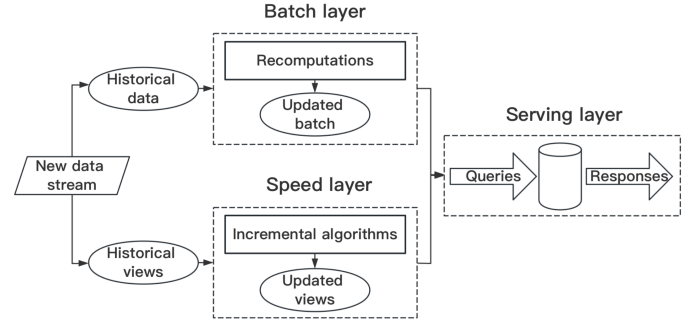 Batch layer
Historical
data
Recomputations
Updated
batch
Serving layer
New data
stream
Queries
Responses
Speed layer
Historical
views
Incremental algorithms
Updated
views